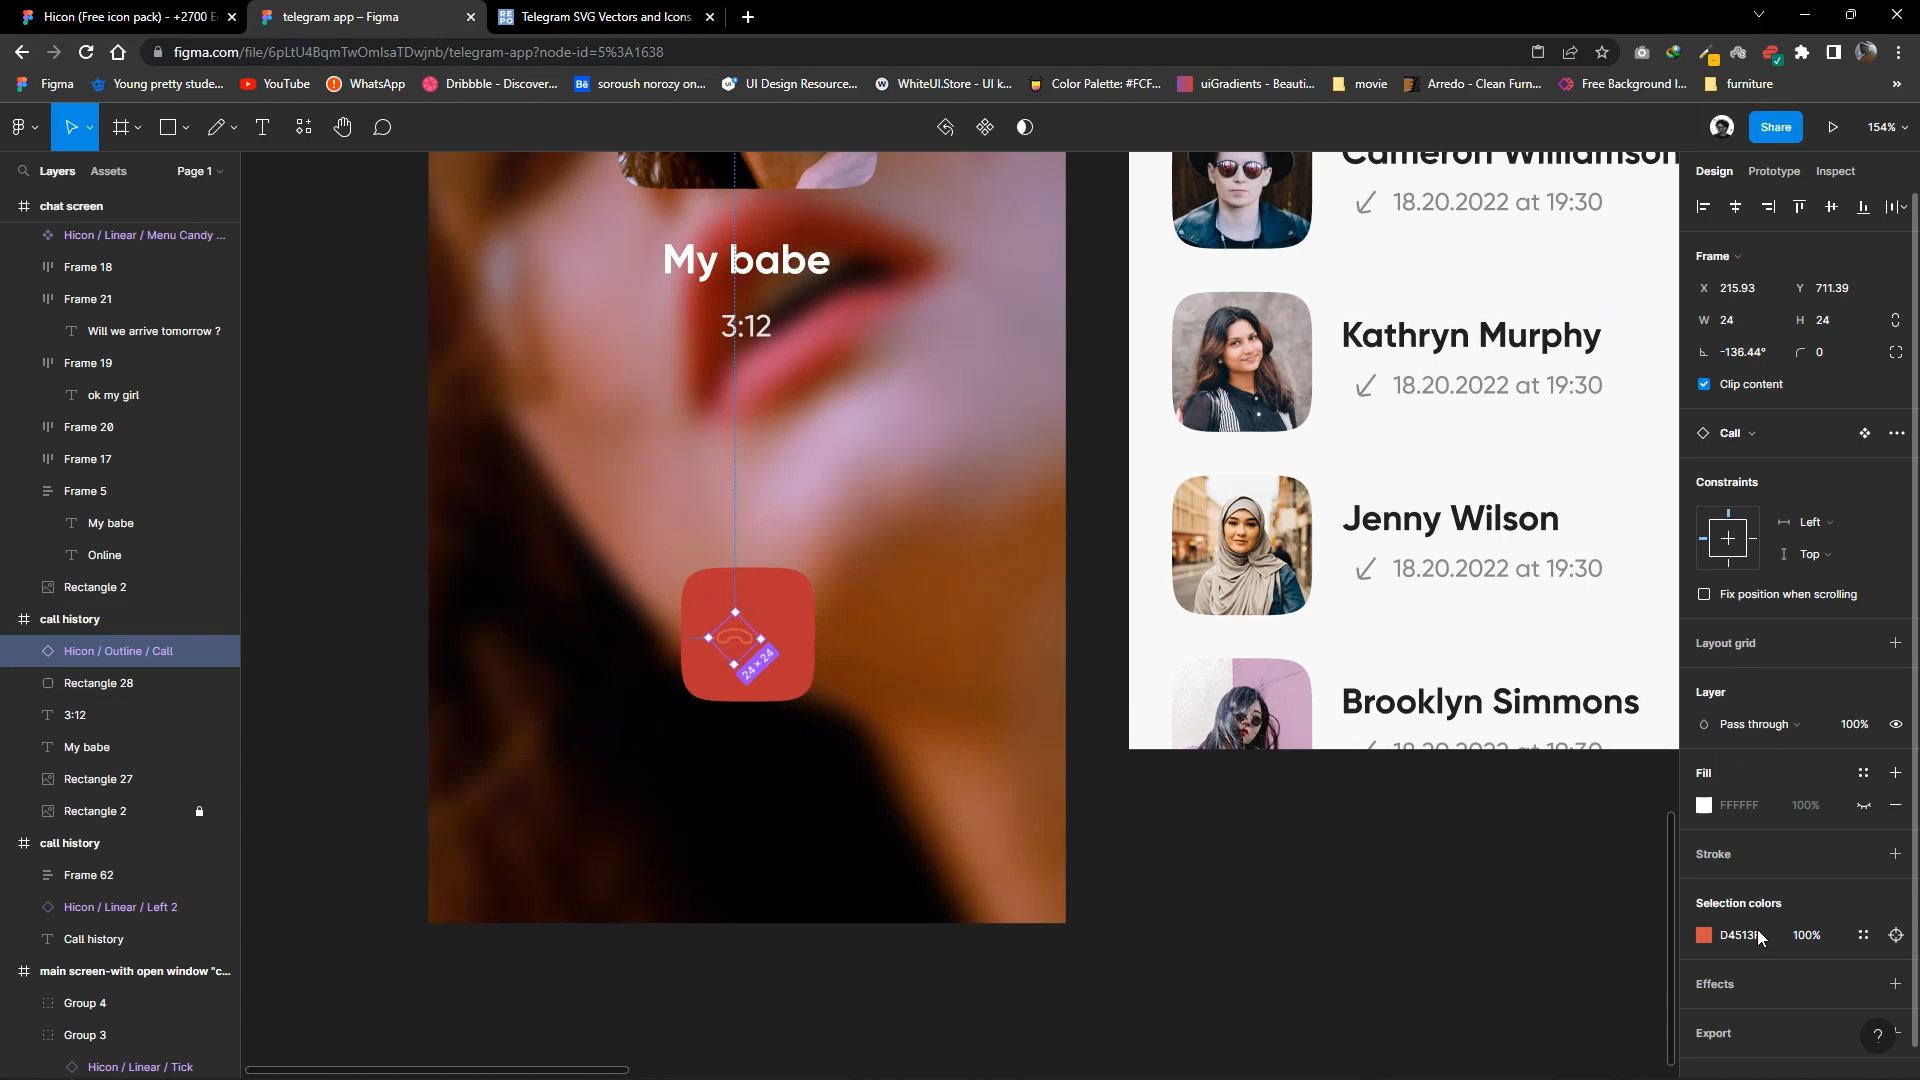 Hicon (Free icon pack) - +2700 E
telegram app – Figma
Telegram SVG Vectors and Icons
figma.com/file/6pLtU4BqmTwOmIsaTDwjnb/telegram-app?node-id=5%3A1638
Figma
Young pretty stude...
YouTube
WhatsApp
Dribbble - Discover...
soroush norozy on...
UI Design Resource...
WhiteUI.Store - UI k...
Color Palette: #FCF...
uiGradients - Beauti...
movie
Arredo - Clean Furn...
Free Background I...
furniture
»
Share
154%
Layers
Assets
Page 1
chat screen
Hicon / Linear / Menu Candy ...
Frame 18
Frame 21
Will we arrive tomorrow ?
Frame 19
ok my girl
Frame 20
Frame 17
Frame 5
My babe
Online
Rectangle 2
call history
Hicon / Outline / Call
Rectangle 28
3:12
My babe
Rectangle 27
Rectangle 2
call history
Frame 62
Hicon / Linear / Left 2
Call history
main screen-with open window "c...
Group 4
Group 3
Hicon / Linear / Tick
My babe
3:12
24 × 24
Cameron Williamson
18.20.2022 at 19:30
Kathryn Murphy
18.20.2022 at 19:30
Jenny Wilson
18.20.2022 at 19:30
Brooklyn Simmons
18.20.2022 at 19:30
Design
Prototype
Inspect
Frame
X 215.93 Y 711.39
W 24 H 24
-136.44° 0
Clip content
Call
Constraints
Left
Top
Fix position when scrolling
Layout grid
Layer
Pass through 100%
Fill
FFFFFF 100%
Stroke
Selection colors
D4513 100%
Effects
Export
?